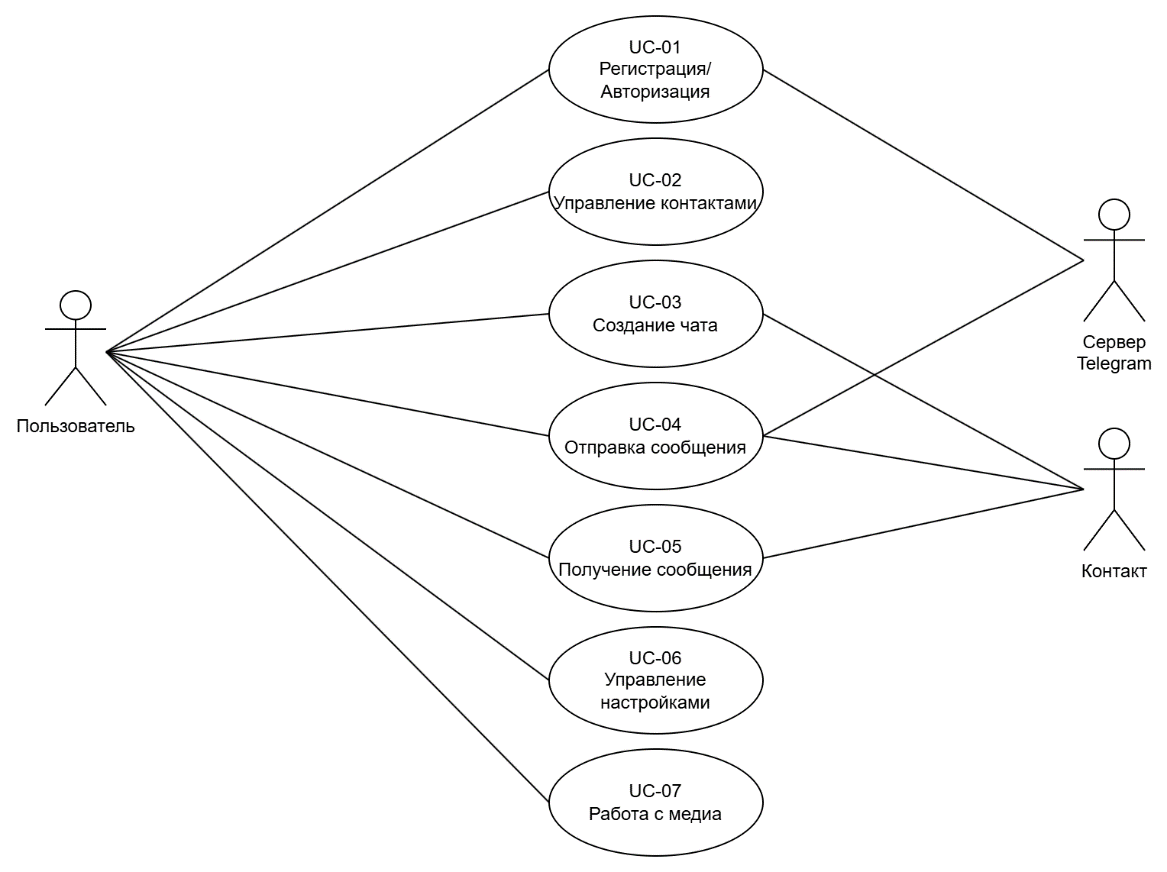 UC-01
Регистрация/
Авторизация
UC-02
Управление контактами
UC-03
Создание чата
Сервер
Telegram
Пользователь
UC-04
Отправка сообщения
UC-05
Получение сообщения
Контакт
UC-06
Управление
настройками
UC-07
Работа с медиа